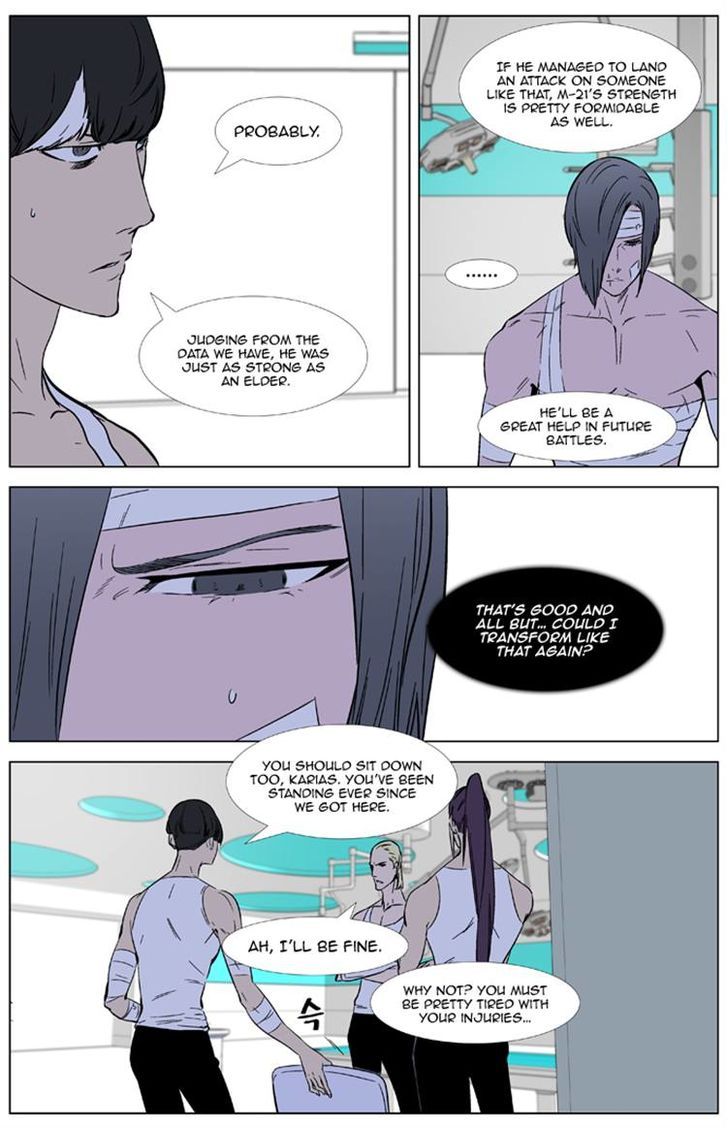 PROBABLY.
JUDGING FROM THE
DATA WE HAVE, HE WAS
JUST AS STRONG AS
AN ELDER.
IF HE MANAGED TO LAND
AN ATTACK ON SOMEONE
LIKE THAT, M-21'S STRENGTH
IS PRETTY FORMIDABLE
AS WELL.
......
HE'LL BE A
GREAT HELP IN FUTURE
BATTLES.
THAT'S GOOD AND
ALL BUT... COULD I
TRANSFORM LIKE
THAT AGAIN?
YOU SHOULD SIT DOWN
TOO, KARIAS. YOU'VE BEEN
STANDING EVER SINCE
WE GOT HERE.
AH, I'LL BE FINE.
WHY NOT? YOU MUST
BE PRETTY TIRED WITH
YOUR INJURIES...
슥